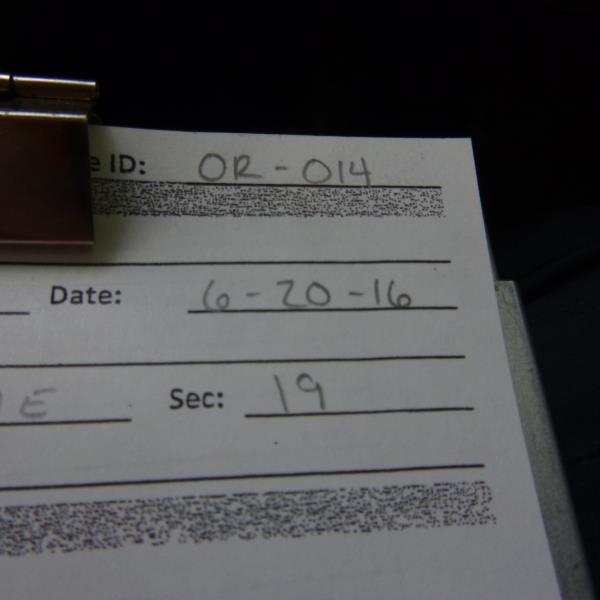 e ID: OR-014
Date: 6-20-16
E Sec: 19